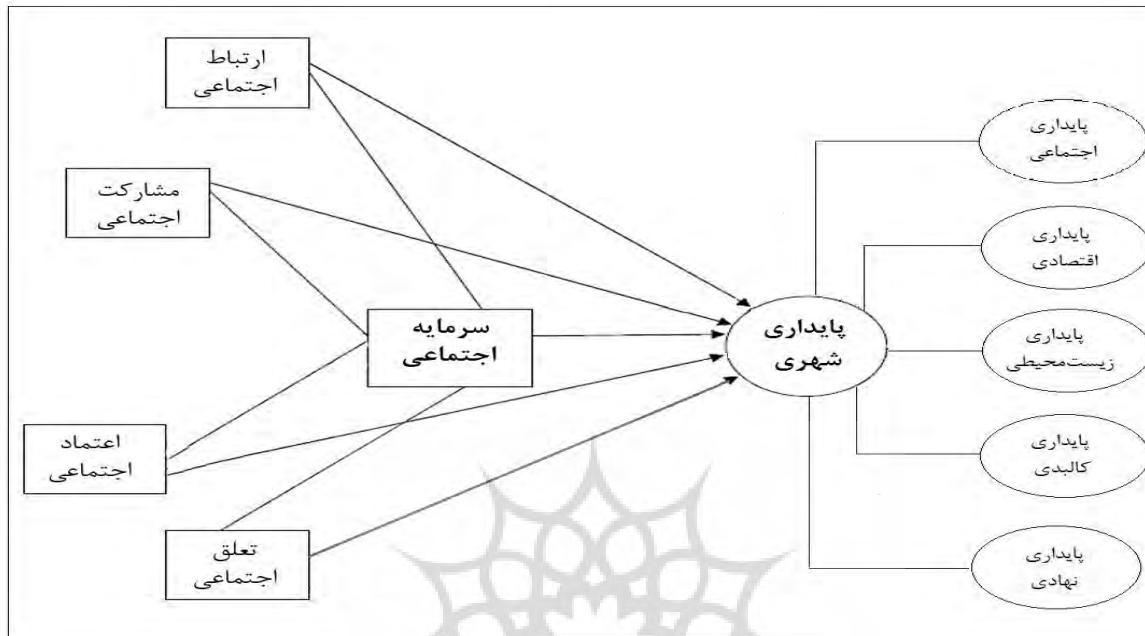 ارتباط
اجتماعی
مشارکت
اجتماعی
سرمایه
اجتماعی
اعتماد
اجتماعی
تعلق
اجتماعی
پایداری
شهری
پایداری
اجتماعی
پایداری
اقتصادی
پایداری
زیست‌محیطی
پایداری
کالبدی
پایداری
نهادی